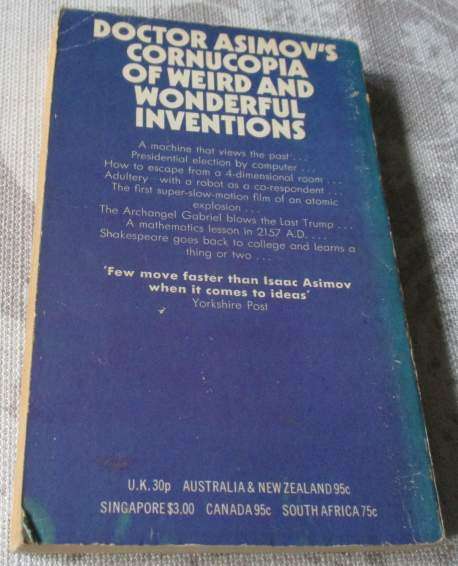 DOCTOR ASIMOV'S
CORNUCOPIA
OF WEIRD AND
WONDERFUL
INVENTIONS
A machine that views the past . . .
Presidential election by computer . . .
How to escape from a 4-dimensional room . . .
Adultery – with a robot as a co-respondent . . .
The first super-slow-motion film of an atomic
explosion . . .
The Archangel Gabriel blows the Last Trump . . .
A mathematics lesson in 2157 A.D. . . .
Shakespeare goes back to college and learns a
thing or two . . .
'Few move faster than Isaac Asimov
when it comes to ideas'
Yorkshire Post
U.K. 30p AUSTRALIA & NEW ZEALAND 95c
SINGAPORE $3.00 CANADA 95c SOUTH AFRICA 75c